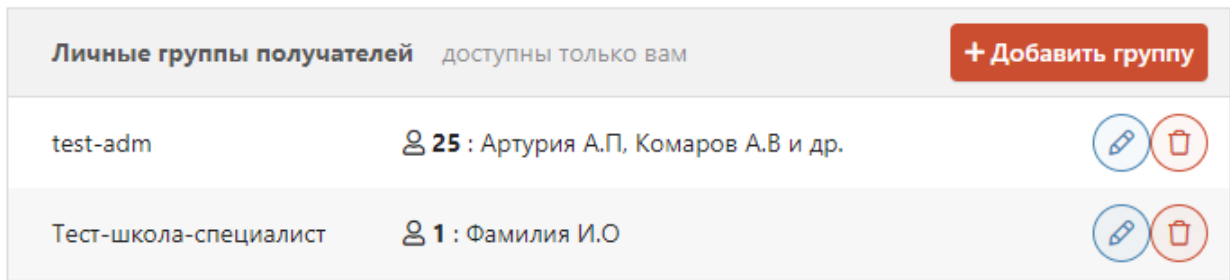 Личные группы получателей доступны только вам + Добавить группу
test-adm 25 : Артурия А.П, Комаров А.В и др.
Тест-школа-специалист 1 : Фамилия И.О